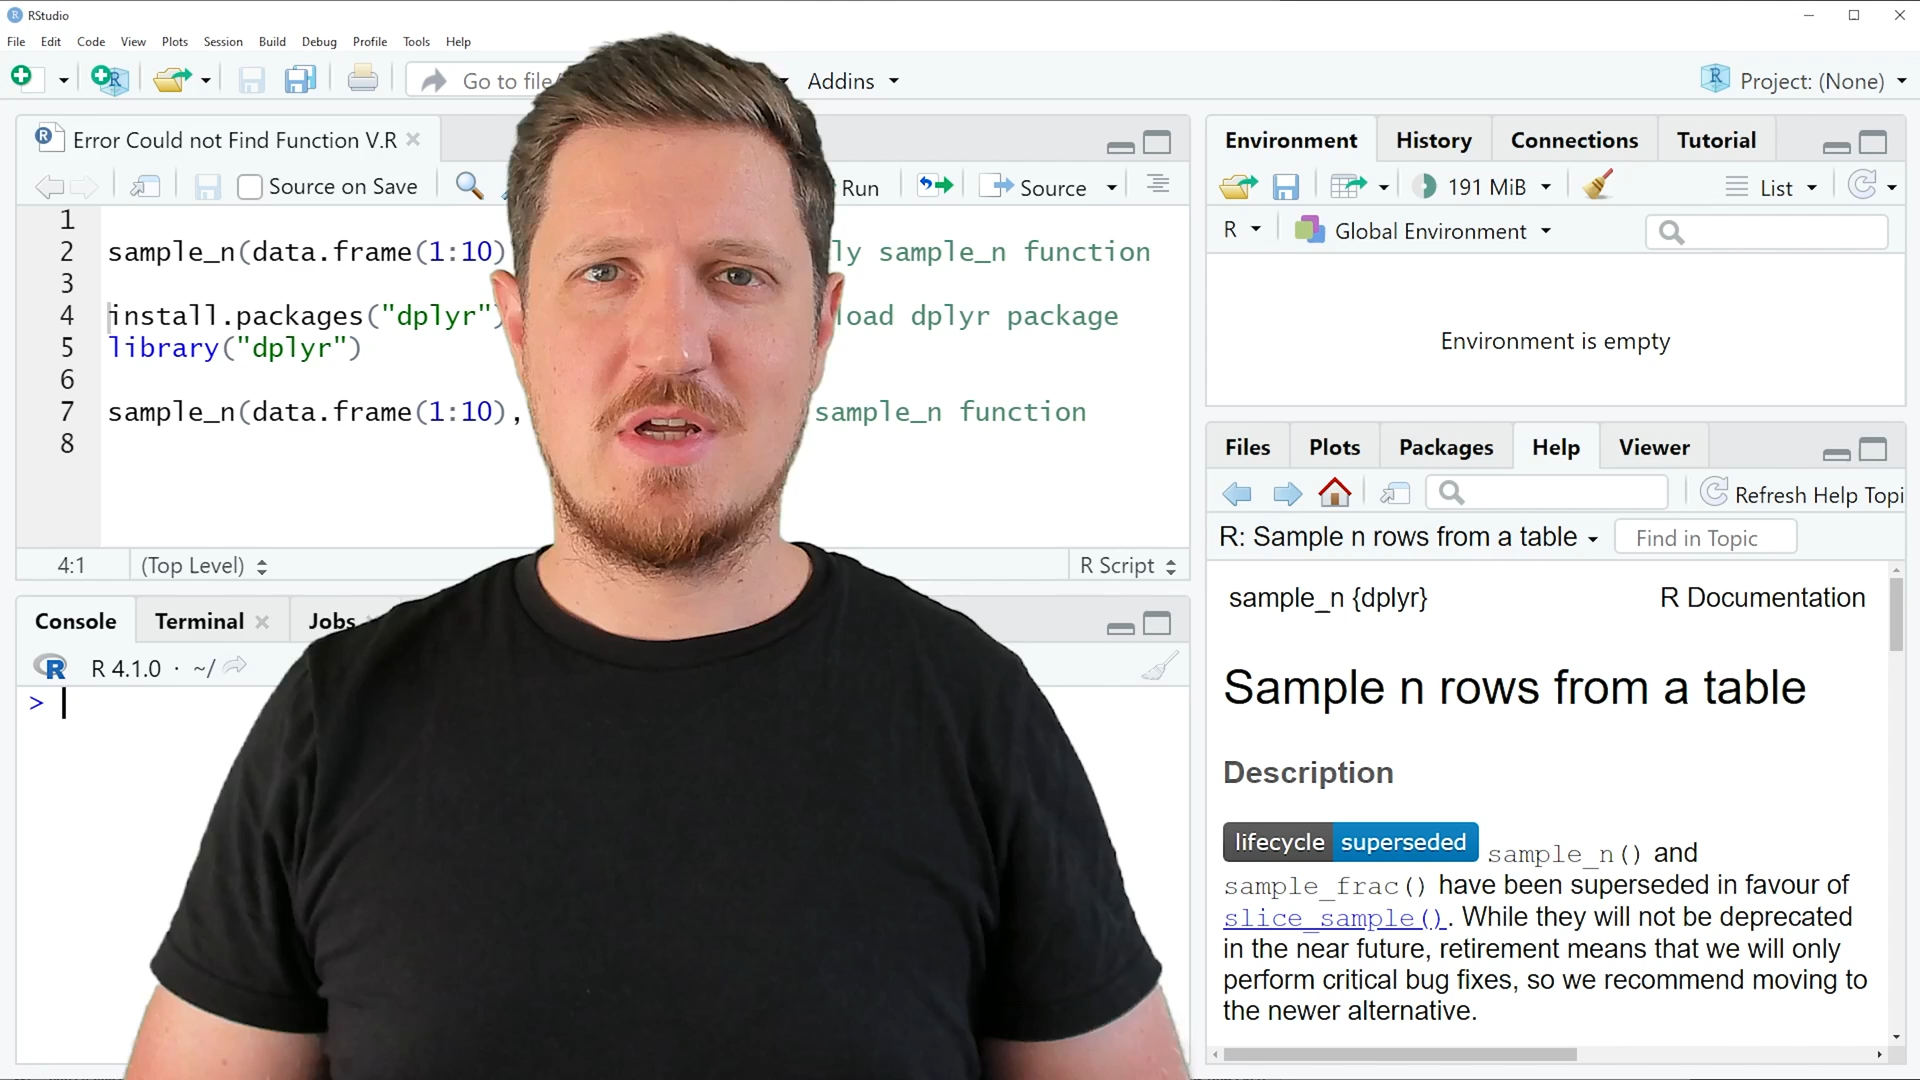 RStudio
File Edit Code View Plots Session Build Debug Profile Tools Help
Go to file Addins Project: (None)
Error Could not Find Function V.R
Source on Save Run Source
1
2 sample_n(data.frame(1:10) ly sample_n function
3
4 install.packages("dplyr") load dplyr package
5 library("dplyr")
6
7 sample_n(data.frame(1:10), sample_n function
8
4:1 (Top Level) R Script
Console Terminal Jobs
R 4.1.0 · ~/
>
Environment History Connections Tutorial
191 MiB List
R Global Environment
Environment is empty
Files Plots Packages Help Viewer
Refresh Help Topi
R: Sample n rows from a table Find in Topic
sample_n {dplyr} R Documentation
Sample n rows from a table
Description
lifecycle superseded sample_n() and
sample_frac() have been superseded in favour of
slice_sample(). While they will not be deprecated
in the near future, retirement means that we will only
perform critical bug fixes, so we recommend moving to
the newer alternative.